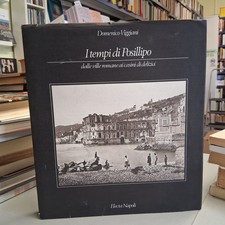 Domenico Viggiani
I tempi di Posillipo
dalle ville romane ai casini di delizia
Electa Napoli